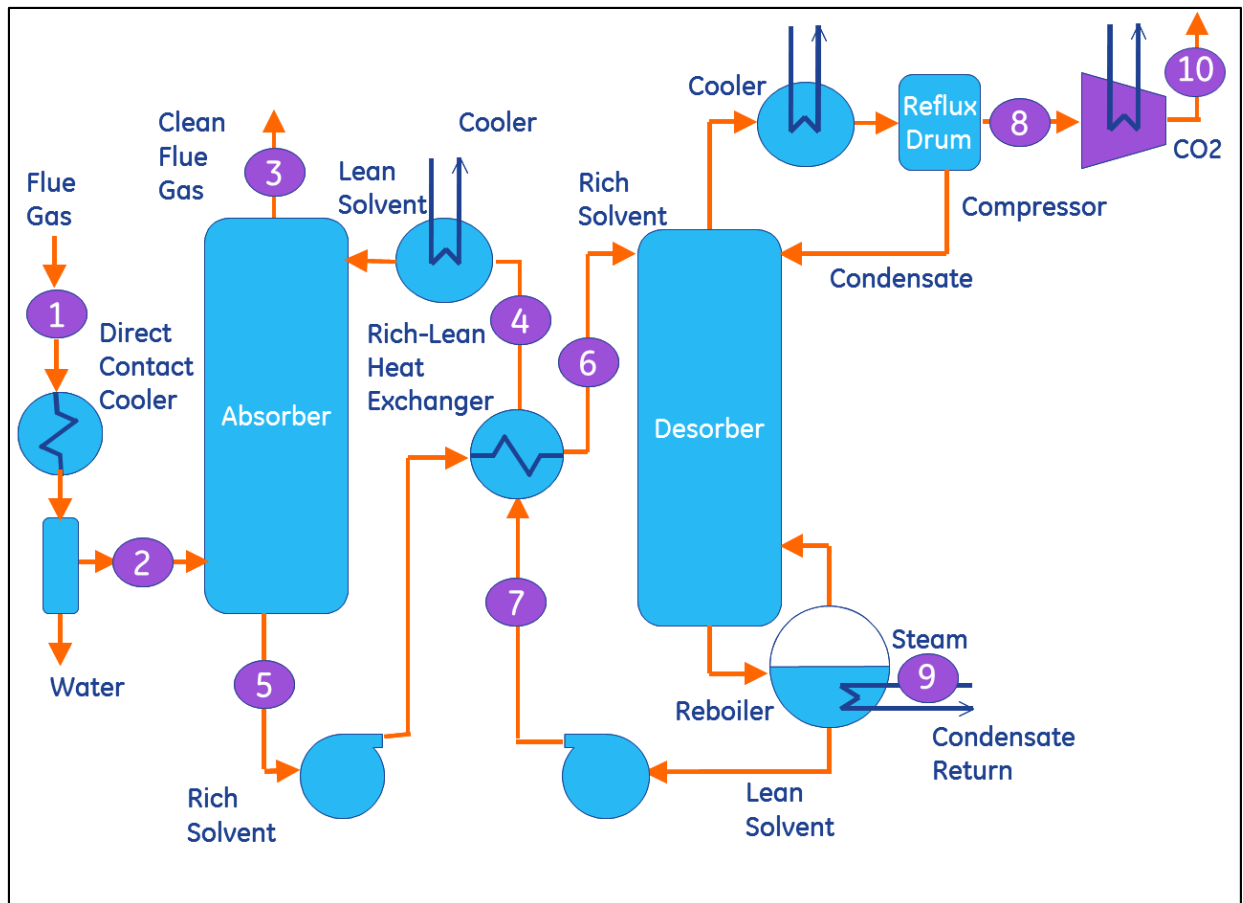 10
Cooler
Reflux
Drum
8
CO2
Compressor
Clean
Flue
Gas
3
Cooler
Lean
Solvent
Rich
Solvent
Flue
Gas
Condensate
1
Direct
Contact
Cooler
4
Rich-Lean
Heat
Exchanger
6
Absorber
Desorber
2
7
5
Steam
9
Water
Reboiler
Condensate
Return
Rich
Solvent
Lean
Solvent